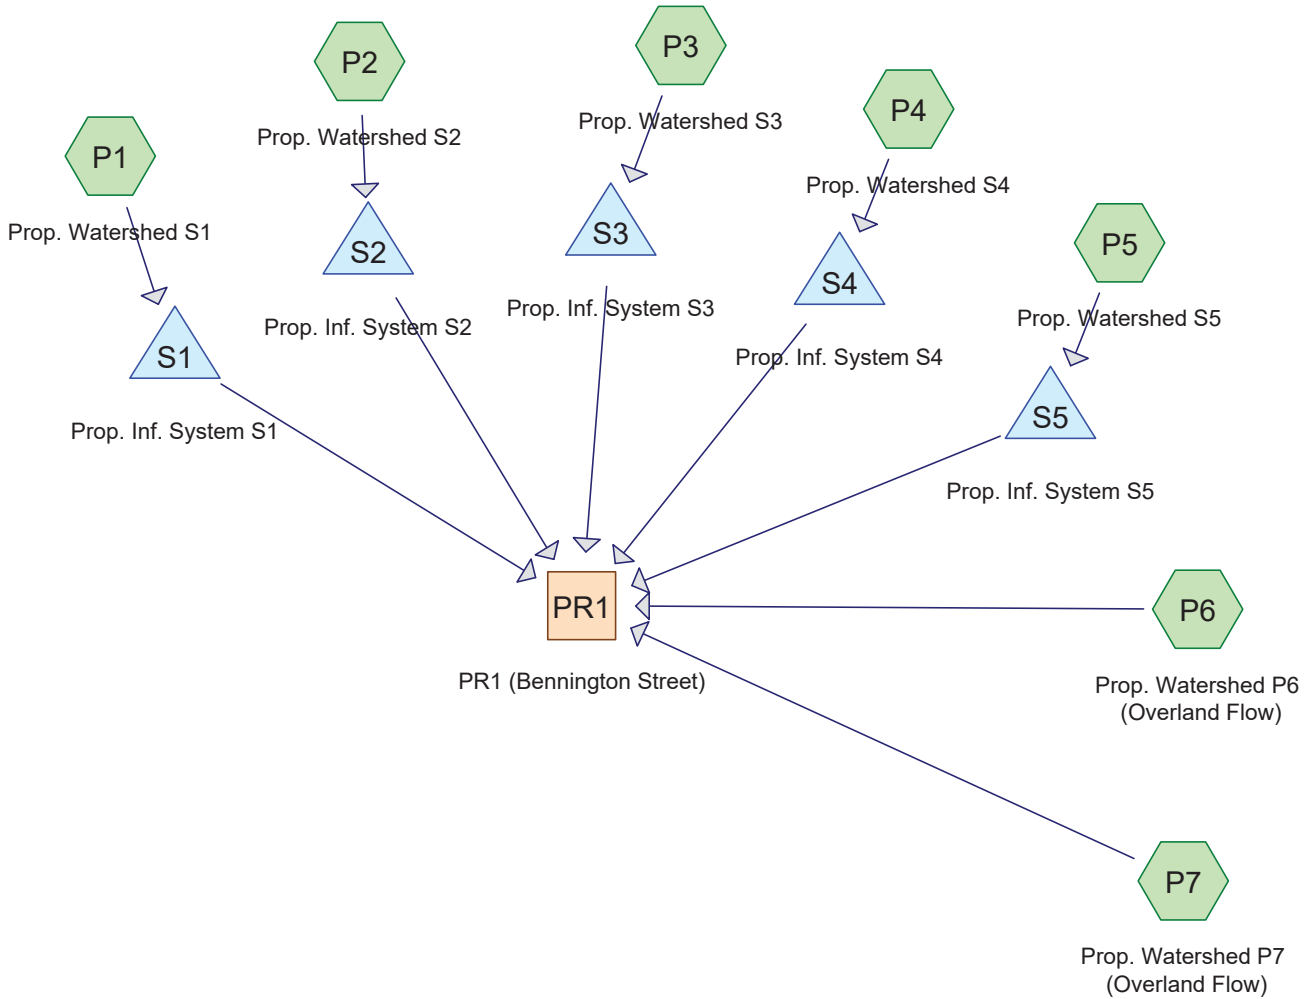 P1
Prop. Watershed S1
P2
Prop. Watershed S2
P3
Prop. Watershed S3
P4
Prop. Watershed S4
P5
Prop. Watershed S5
S1
Prop. Inf. System S1
S2
Prop. Inf. System S2
S3
Prop. Inf. System S3
S4
Prop. Inf. System S4
S5
Prop. Inf. System S5
PR1
PR1 (Bennington Street)
P6
Prop. Watershed P6
(Overland Flow)
P7
Prop. Watershed P7
(Overland Flow)